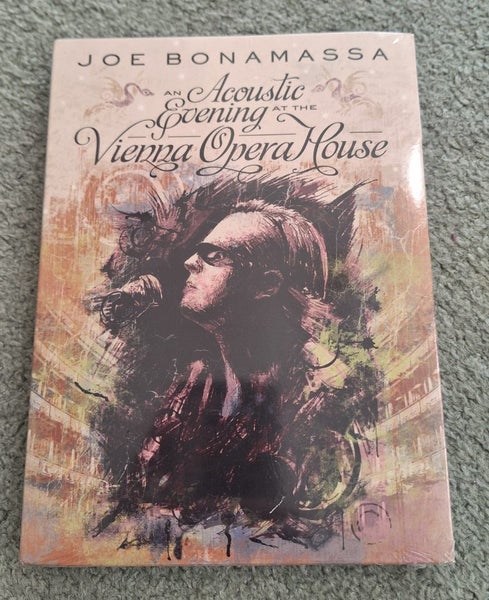 JOE BONAMASSA
AN Acoustic
Evening AT THE
Vienna Opera House